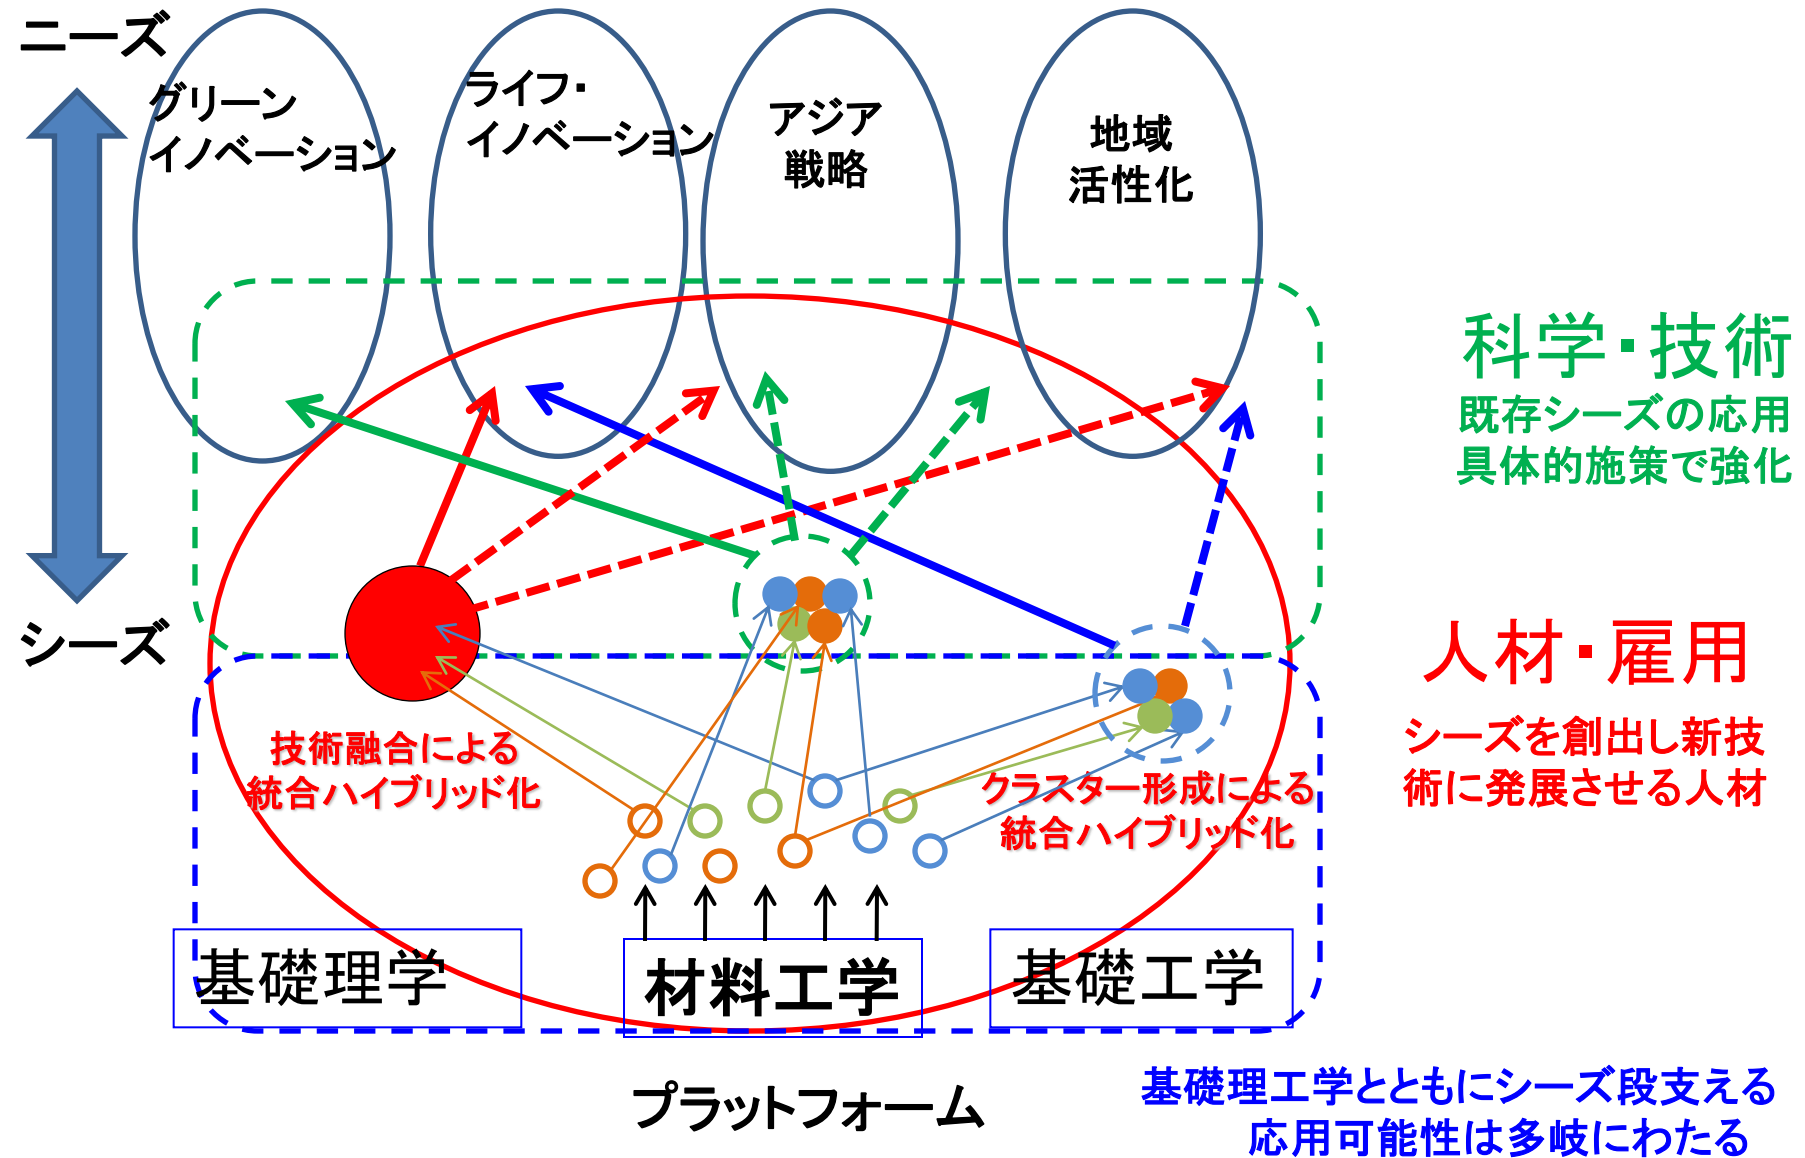 ニーズ
グリーン
イノベーション
ライフ・
イノベーション
アジア
戦略
地域
活性化
科学・技術
既存シーズの応用
具体的施策で強化
シーズ
人材・雇用
シーズを創出し新技
術に発展させる人材
技術融合による
統合ハイブリッド化
クラスター形成による
統合ハイブリッド化
基礎理学
材料工学
基礎工学
プラットフォーム
基礎理工学とともにシーズ段支える
応用可能性は多岐にわたる